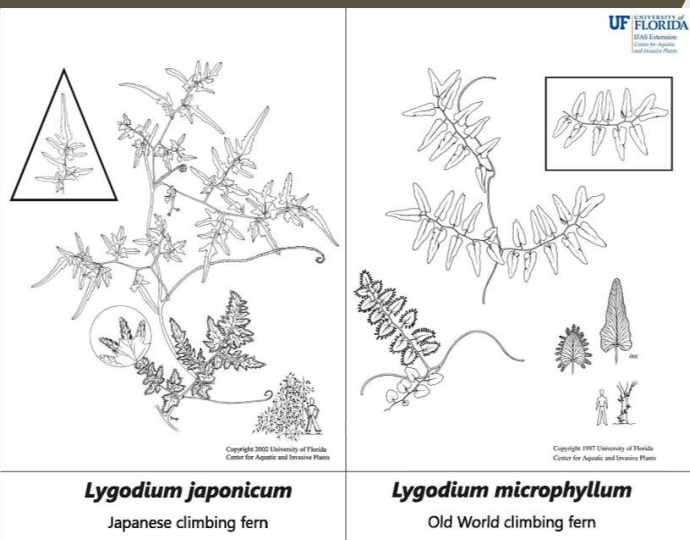 UF UNIVERSITY of
FLORIDA
IFAS Extension
Center for Aquatic
and Invasive Plants
Copyright 2002 University of Florida
Center for Aquatic and Invasive Plants
Copyright 1997 University of Florida
Center for Aquatic and Invasive Plants
Lygodium japonicum
Japanese climbing fern
Lygodium microphyllum
Old World climbing fern